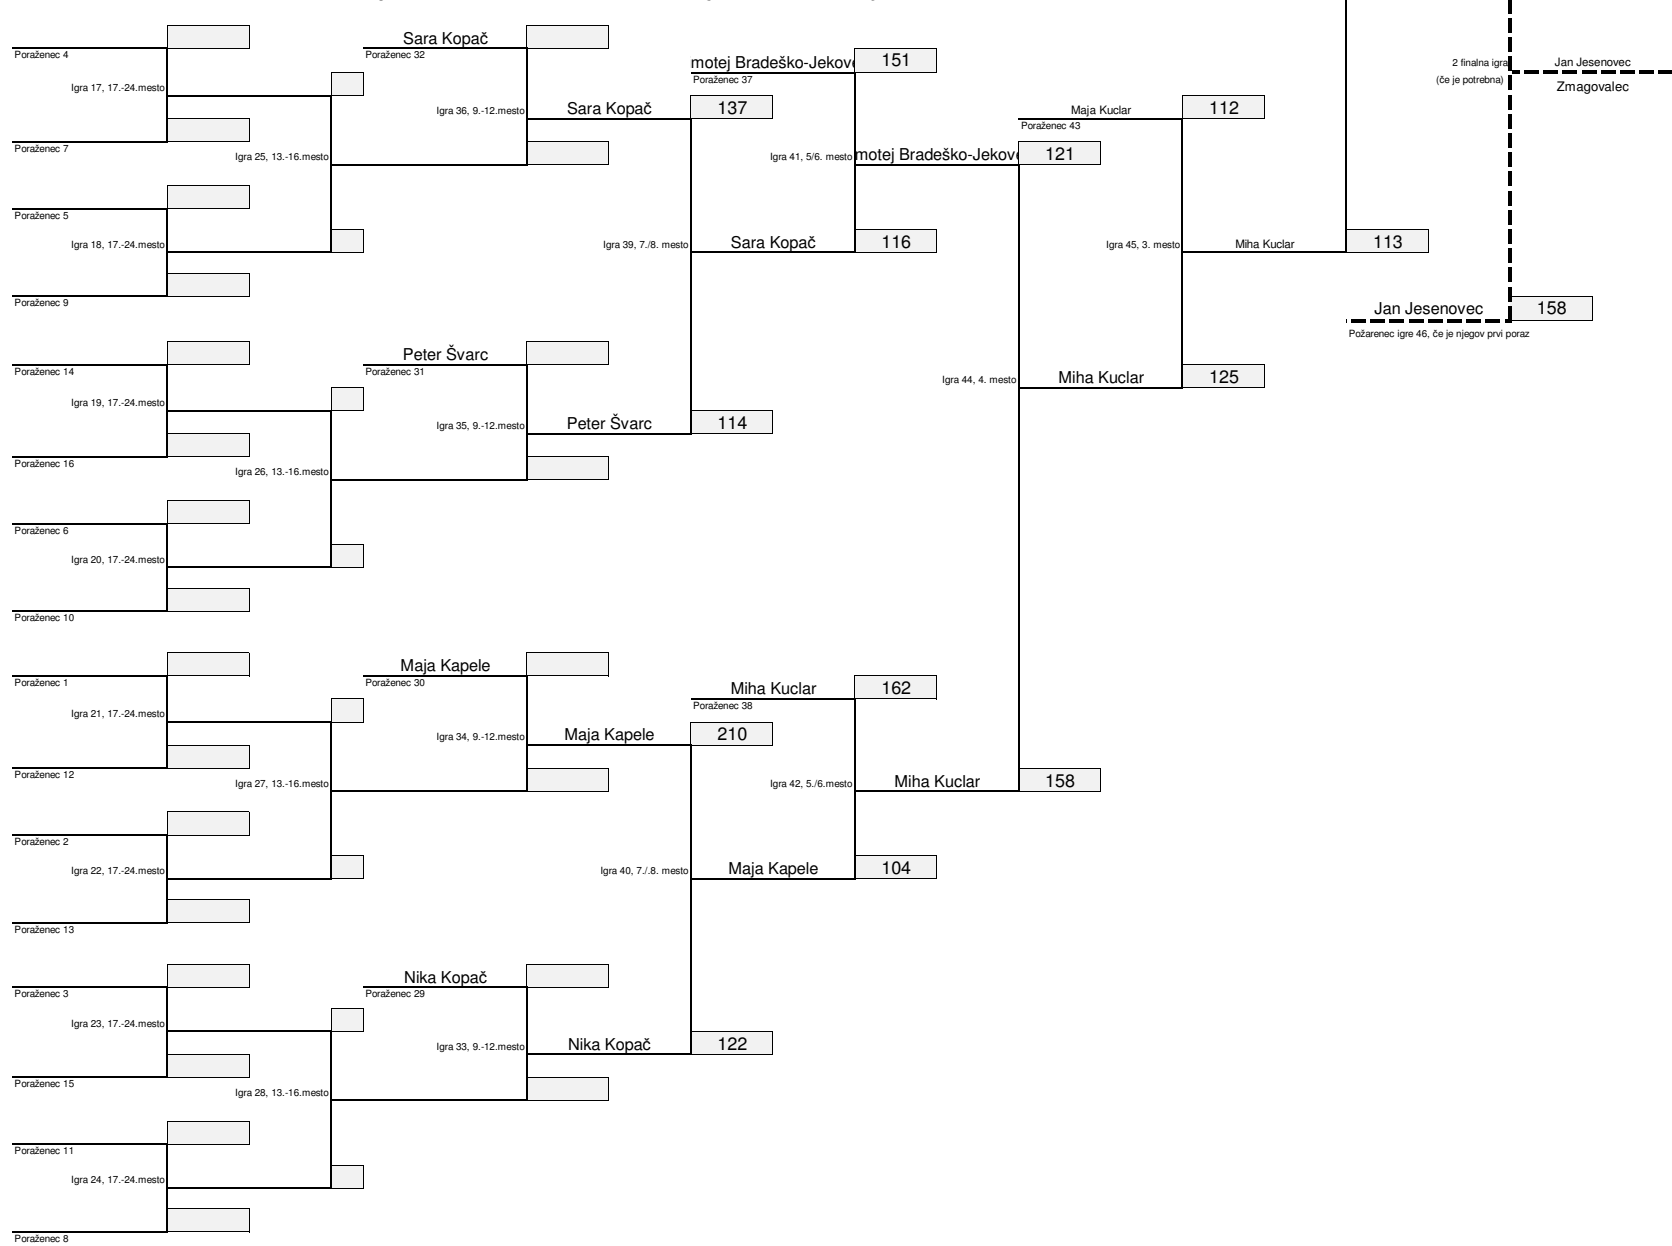 Sara Kopač
Poraženec 4
Poraženec 32
151
2 finalna igra
Jan Jesenovec
Poraženec 37
Igra 17, 17.-24.mesto
(če je potrebna)
Zmagovalec
Igra 36, 9.-12.mesto
Sara Kopač
137
Maja Kuclar
112
Poraženec 43
Poraženec 7
Igra 25, 13.-16.mesto
Igra 41, 5/6. mesto
121
Poraženec 5
Igra 18, 17.-24.mesto
Igra 39, 7./8. mesto
Sara Kopač
116
Igra 45, 3. mesto
Miha Kuclar
113
Poraženec 9
Jan Jesenovec
158
Požarenec igre 46, če je njegov prvi poraz
Peter Švarc
Poraženec 14
Poraženec 31
Igra 44, 4. mesto
Miha Kuclar
125
Igra 19, 17.-24.mesto
Igra 35, 9.-12.mesto
Peter Švarc
114
Poraženec 16
Igra 26, 13.-16.mesto
Poraženec 6
Igra 20, 17.-24.mesto
Poraženec 10
Maja Kapele
Poraženec 1
Poraženec 30
Miha Kuclar
162
Poraženec 38
Igra 21, 17.-24.mesto
Igra 34, 9.-12.mesto
Maja Kapele
210
Poraženec 12
Igra 27, 13.-16.mesto
Igra 42, 5./6.mesto
Miha Kuclar
158
Poraženec 2
Igra 22, 17.-24.mesto
Igra 40, 7./.8. mesto
Maja Kapele
104
Poraženec 13
Nika Kopač
Poraženec 3
Poraženec 29
Igra 23, 17.-24.mesto
Igra 33, 9.-12.mesto
Nika Kopač
122
Poraženec 15
Igra 28, 13.-16.mesto
Poraženec 11
Igra 24, 17.-24.mesto
Poraženec 8